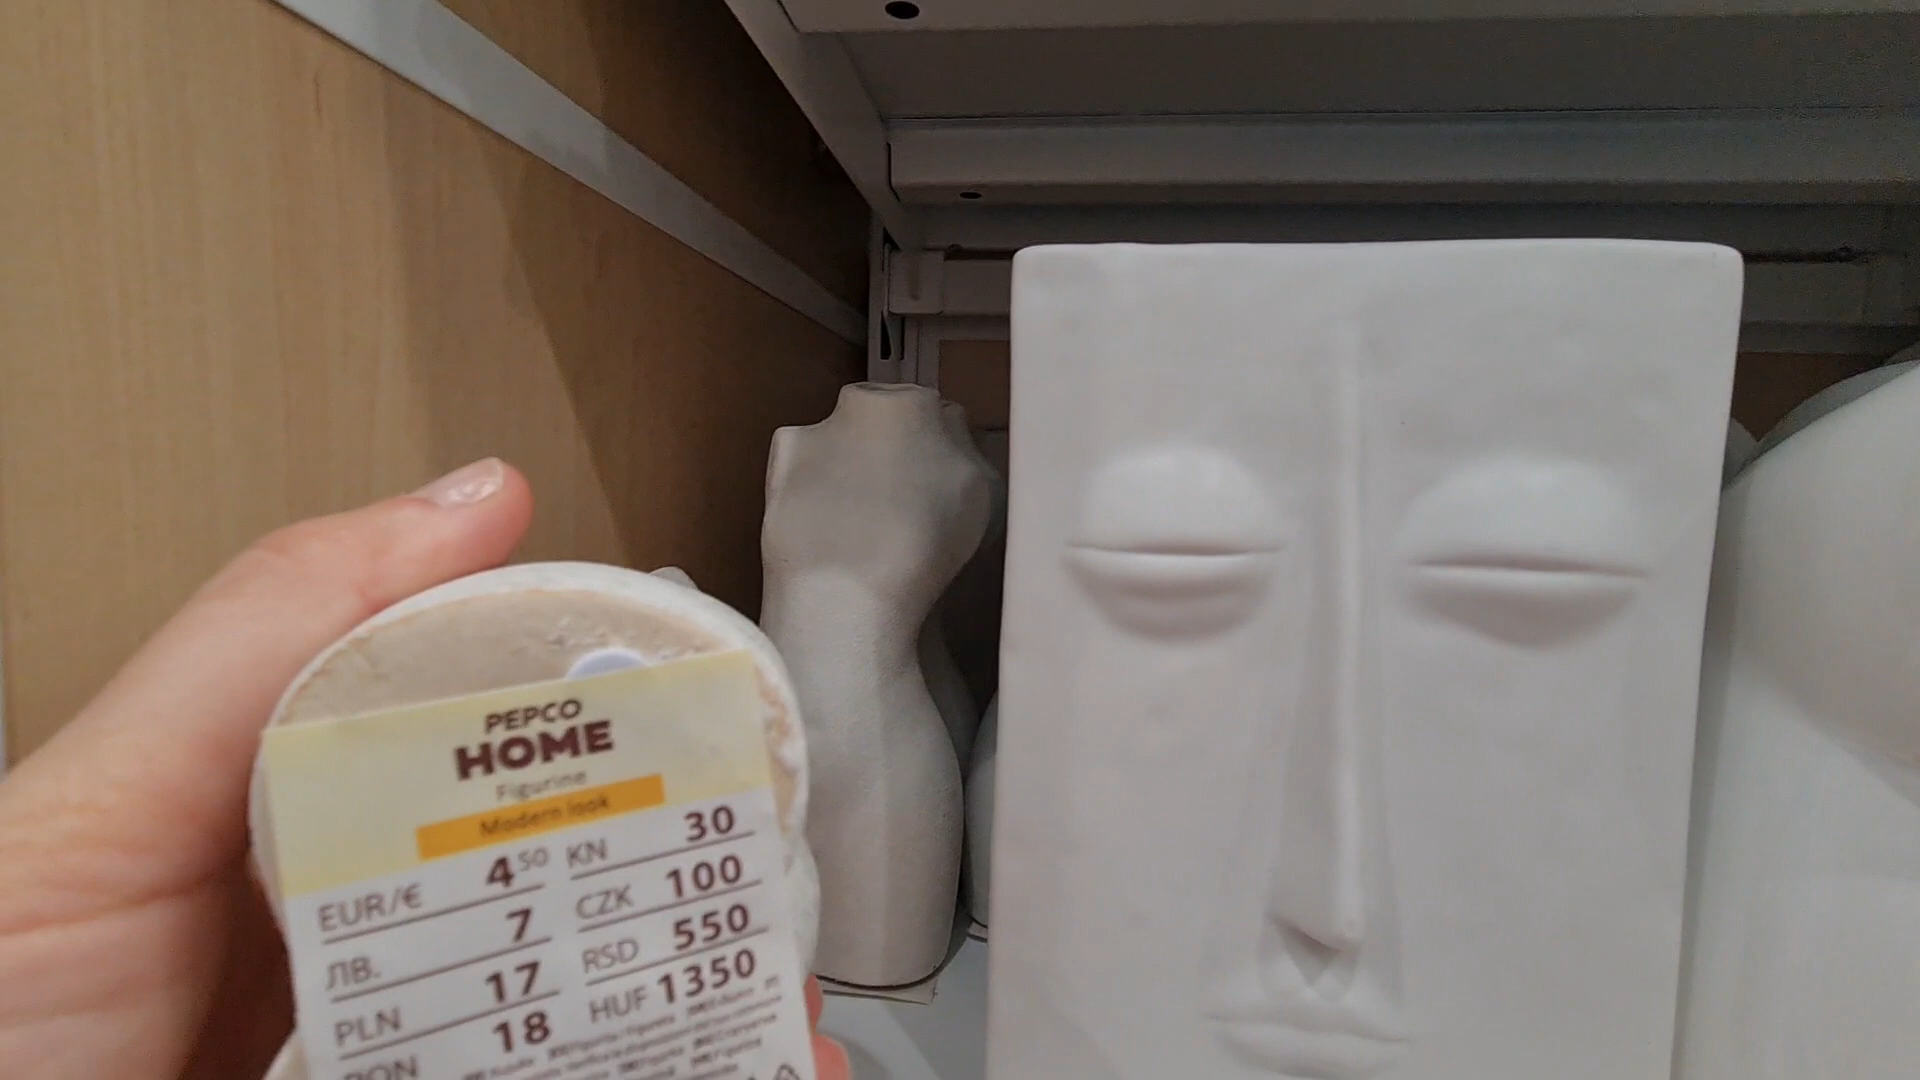 PEPCO
HOME
Figurine
Modern look
EUR/€ 4.50 KN 30
ЛВ. 7 CZK 100
PLN 17 RSD 550
RON 18 HUF 1350